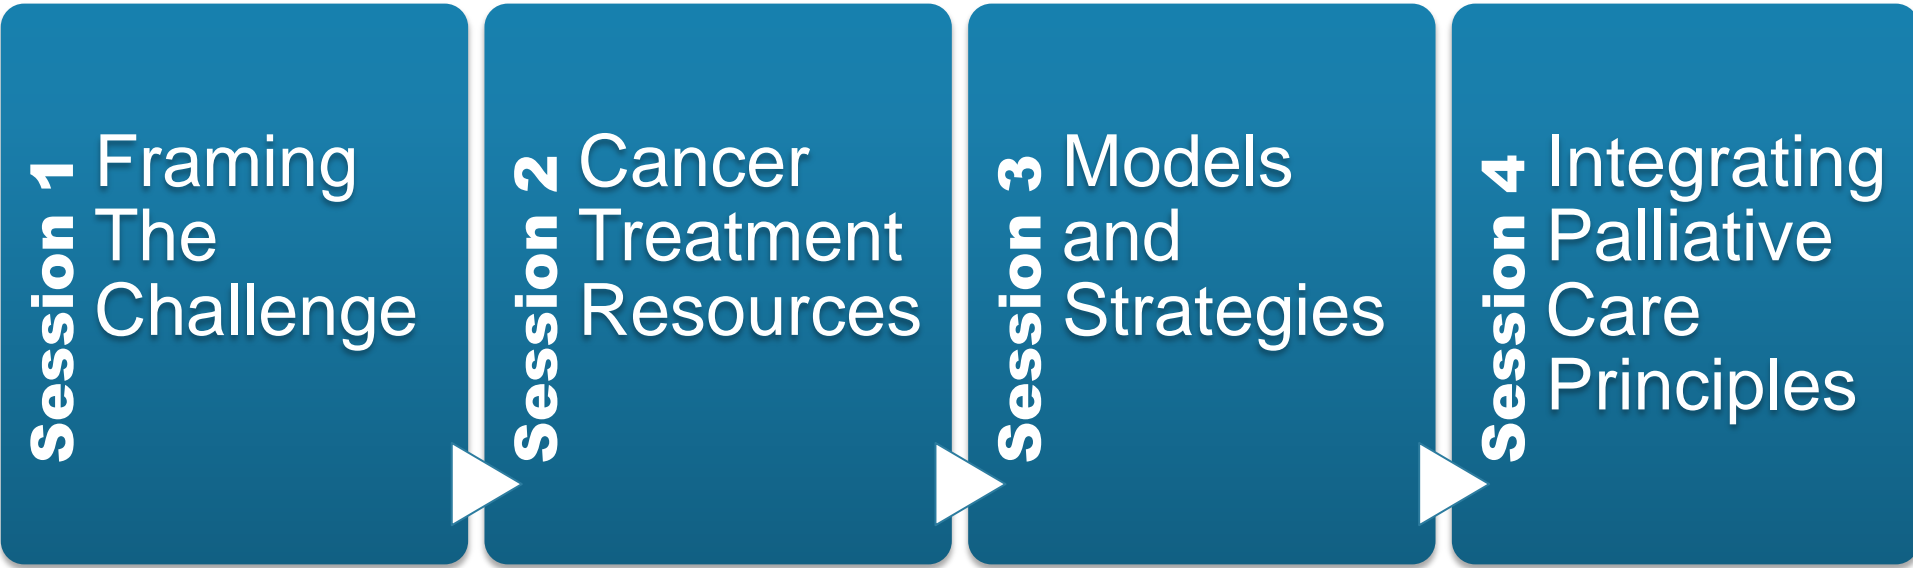 Session 1
Framing
The
Challenge
Session 2
Cancer
Treatment
Resources
Session 3
Models
and
Strategies
Session 4
Integrating
Palliative
Care
Principles